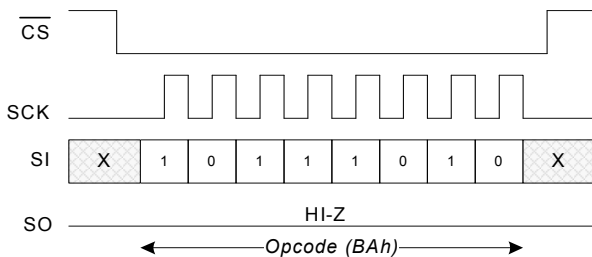 CS
SCK
SI X 1 0 1 1 1 0 1 0 X
HI-Z
SO
Opcode (BAh)